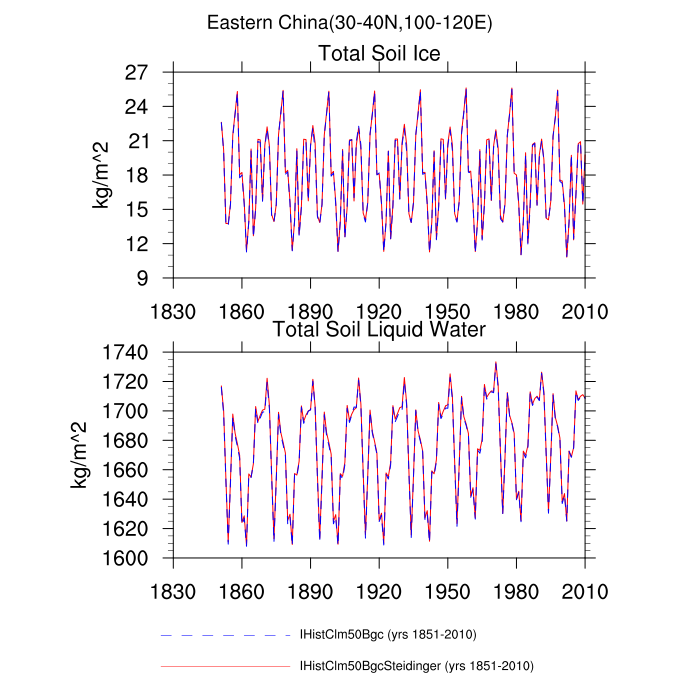 Eastern China(30-40N,100-120E)
Total Soil Ice
27
24
21
18
15
12
9
kg/m^2
1830 1860 1890 1920 1950 1980 2010
Total Soil Liquid Water
1740
1720
1700
1680
1660
1640
1620
1600
kg/m^2
1830 1860 1890 1920 1950 1980 2010
IHistClm50Bgc (yrs 1851-2010)
IHistClm50BgcSteidinger (yrs 1851-2010)